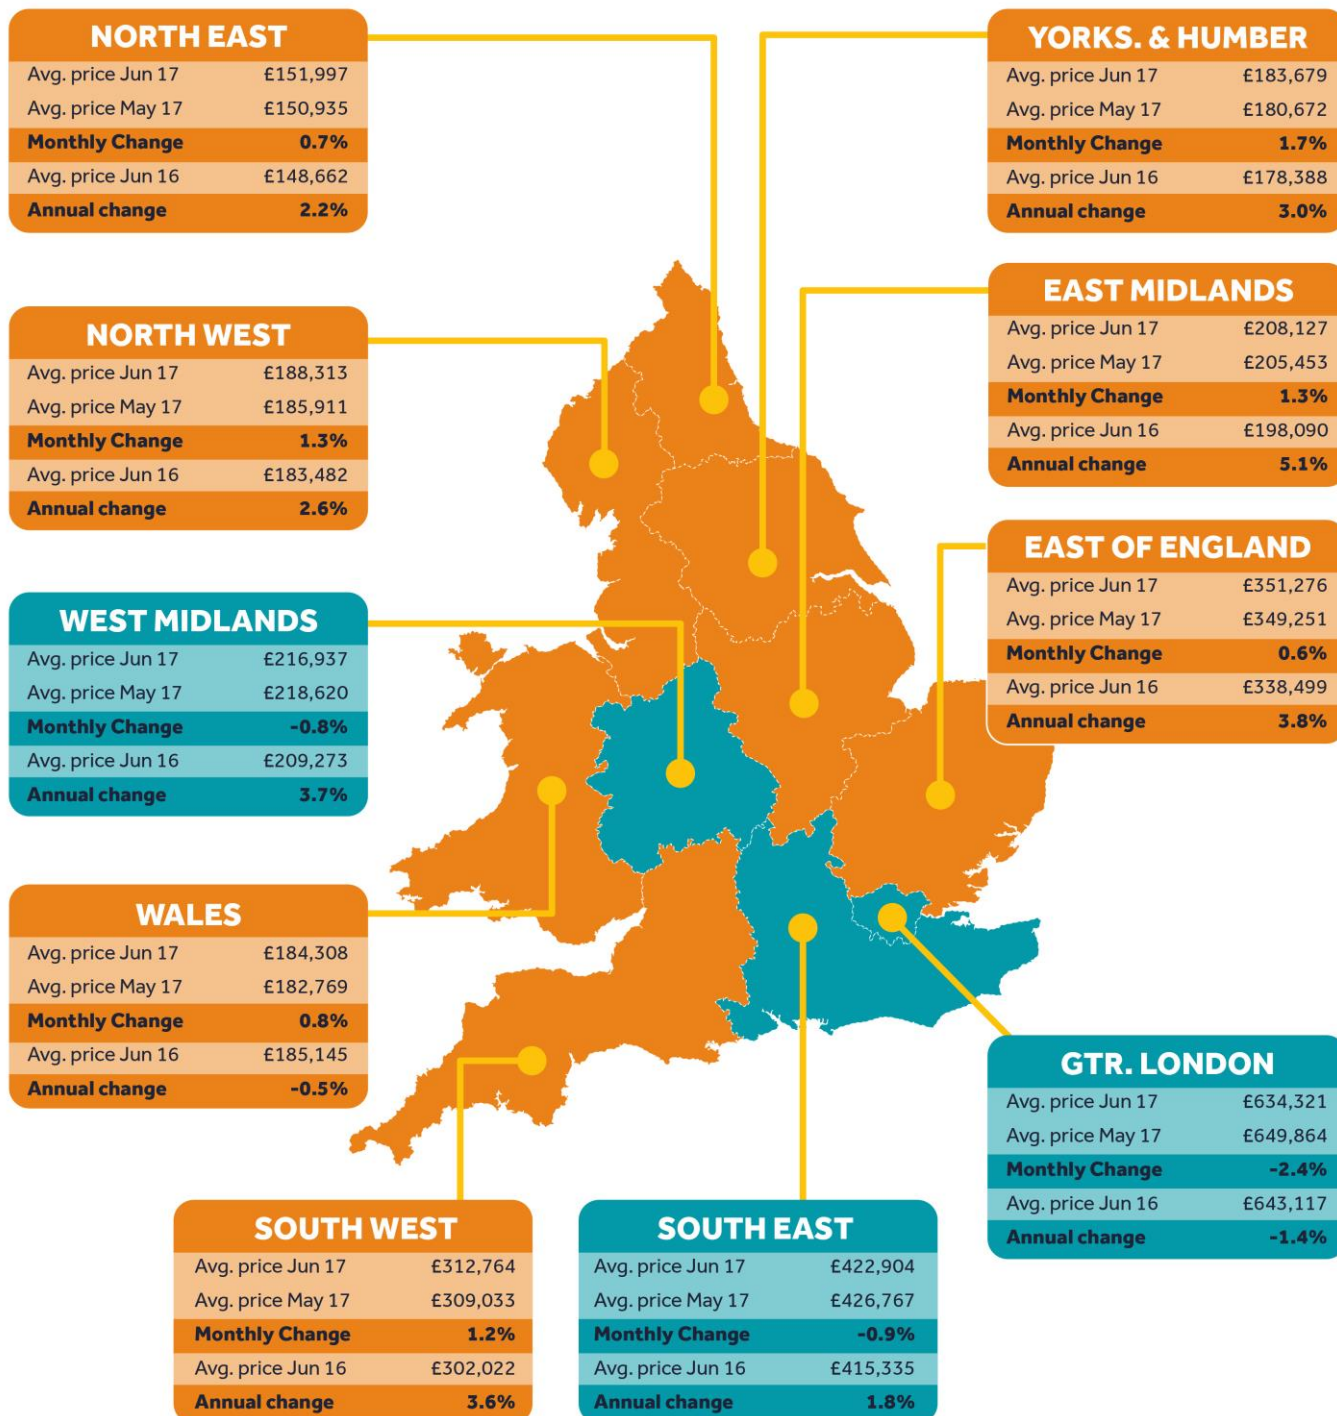 NORTH EAST
Avg. price Jun 17 £151,997
Avg. price May 17 £150,935
Monthly Change 0.7%
Avg. price Jun 16 £148,662
Annual change 2.2%
YORKS. & HUMBER
Avg. price Jun 17 £183,679
Avg. price May 17 £180,672
Monthly Change 1.7%
Avg. price Jun 16 £178,388
Annual change 3.0%
NORTH WEST
Avg. price Jun 17 £188,313
Avg. price May 17 £185,911
Monthly Change 1.3%
Avg. price Jun 16 £183,482
Annual change 2.6%
EAST MIDLANDS
Avg. price Jun 17 £208,127
Avg. price May 17 £205,453
Monthly Change 1.3%
Avg. price Jun 16 £198,090
Annual change 5.1%
EAST OF ENGLAND
Avg. price Jun 17 £351,276
Avg. price May 17 £349,251
Monthly Change 0.6%
Avg. price Jun 16 £338,499
Annual change 3.8%
WEST MIDLANDS
Avg. price Jun 17 £216,937
Avg. price May 17 £218,620
Monthly Change -0.8%
Avg. price Jun 16 £209,273
Annual change 3.7%
WALES
Avg. price Jun 17 £184,308
Avg. price May 17 £182,769
Monthly Change 0.8%
Avg. price Jun 16 £185,145
Annual change -0.5%
GTR. LONDON
Avg. price Jun 17 £634,321
Avg. price May 17 £649,864
Monthly Change -2.4%
Avg. price Jun 16 £643,117
Annual change -1.4%
SOUTH WEST
Avg. price Jun 17 £312,764
Avg. price May 17 £309,033
Monthly Change 1.2%
Avg. price Jun 16 £302,022
Annual change 3.6%
SOUTH EAST
Avg. price Jun 17 £422,904
Avg. price May 17 £426,767
Monthly Change -0.9%
Avg. price Jun 16 £415,335
Annual change 1.8%